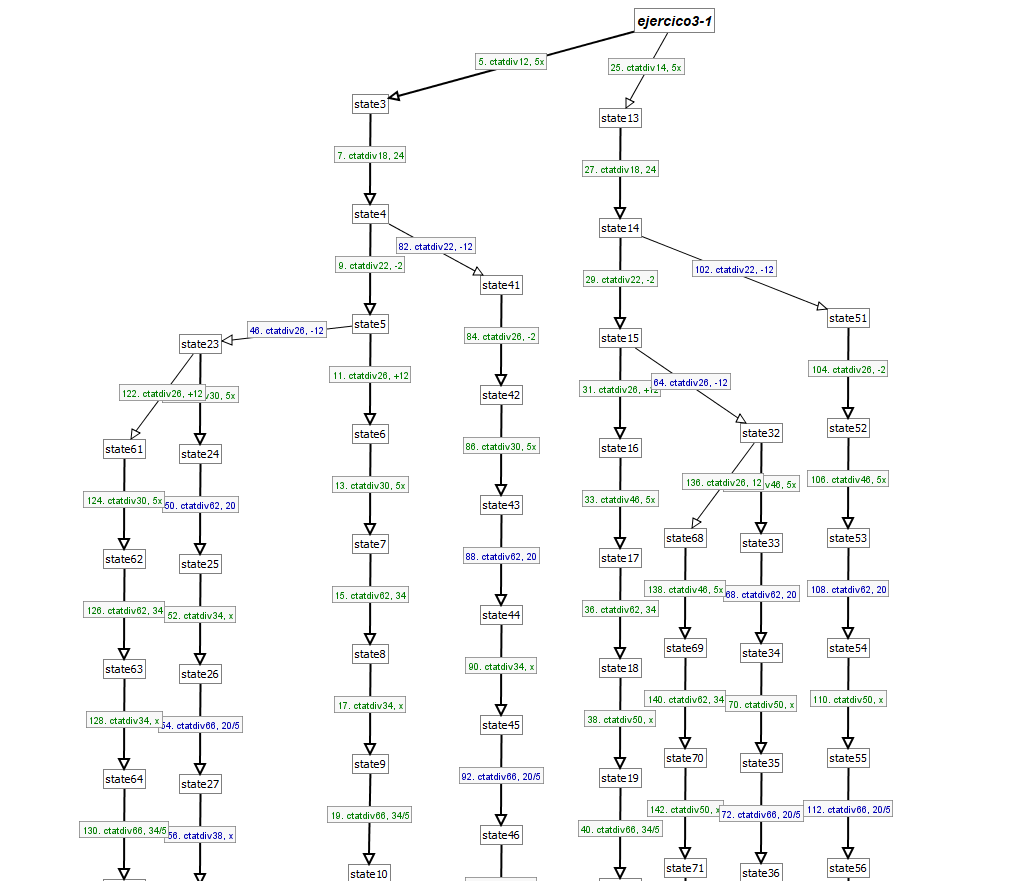 ejercico3-1
5. ctatdiv12, 5x
25. ctatdiv14, 5x
state3
state13
7. ctatdiv18, 24
27. ctatdiv18, 24
state4
state14
82. ctatdiv22, -12
9. ctatdiv22, -2
102. ctatdiv22, -12
29. ctatdiv22, -2
state41
state51
state5
46. ctatdiv26, -12
84. ctatdiv26, -2
state15
state23
104. ctatdiv26, -2
11. ctatdiv26, +12
64. ctatdiv26, -12
31. ctatdiv26, +12
122. ctatdiv26, +12
v30, 5x
state42
state52
state6
state32
state61
state24
86. ctatdiv30, 5x
state16
106. ctatdiv46, 5x
136. ctatdiv26, 12
v46, 5x
13. ctatdiv30, 5x
124. ctatdiv30, 5x
50. ctatdiv62, 20
33. ctatdiv46, 5x
state43
state68
state53
state7
state33
88. ctatdiv62, 20
state62
state25
state17
138. ctatdiv46, 5x
68. ctatdiv62, 20
108. ctatdiv62, 20
15. ctatdiv62, 34
126. ctatdiv62, 34
52. ctatdiv34, x
36. ctatdiv62, 34
state44
state69
state54
state8
state34
90. ctatdiv34, x
state63
state26
state18
140. ctatdiv62, 34
70. ctatdiv50, x
110. ctatdiv50, x
17. ctatdiv34, x
128. ctatdiv34, x
54. ctatdiv66, 20/5
38. ctatdiv50, x
state45
state70
state55
state9
state35
92. ctatdiv66, 20/5
state64
state27
state19
142. ctatdiv50, x
72. ctatdiv66, 20/5
112. ctatdiv66, 20/5
19. ctatdiv66, 34/5
130. ctatdiv66, 34/5
56. ctatdiv38, x
40. ctatdiv66, 34/5
state46
state71
state56
state10
state36